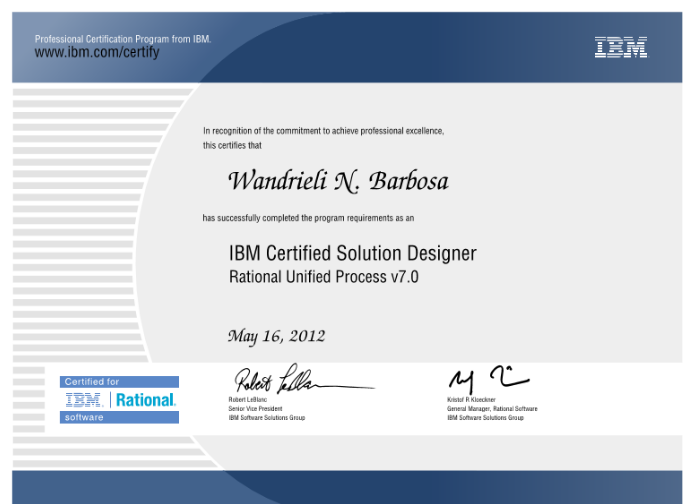 Professional Certification Program from IBM.
www.ibm.com/certify
IBM
In recognition of the commitment to achieve professional excellence,
this certifies that
Wandrieli N. Barbosa
has successfully completed the program requirements as an
IBM Certified Solution Designer
Rational Unified Process v7.0
May 16, 2012
Certified for
IBM. Rational.
software
Robert LeBlanc
Robert LeBlanc
Senior Vice President
IBM Software Solutions Group
Kristof R Kloeckner
General Manager, Rational Software
IBM Software Solutions Group